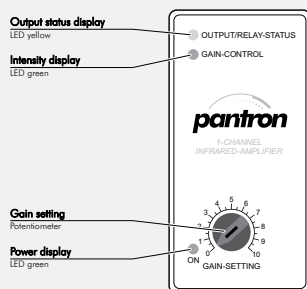 Output status display
LED yellow
OUTPUT/RELAY-STATUS
Intensity display
LED green
GAIN-CONTROL
pantron
1-CHANNEL
INFRARED-AMPLIFIER
Gain setting
Potentiometer
0 1 2 3 4 5 6 7 8 9 10
Power display
LED green
ON
GAIN-SETTING